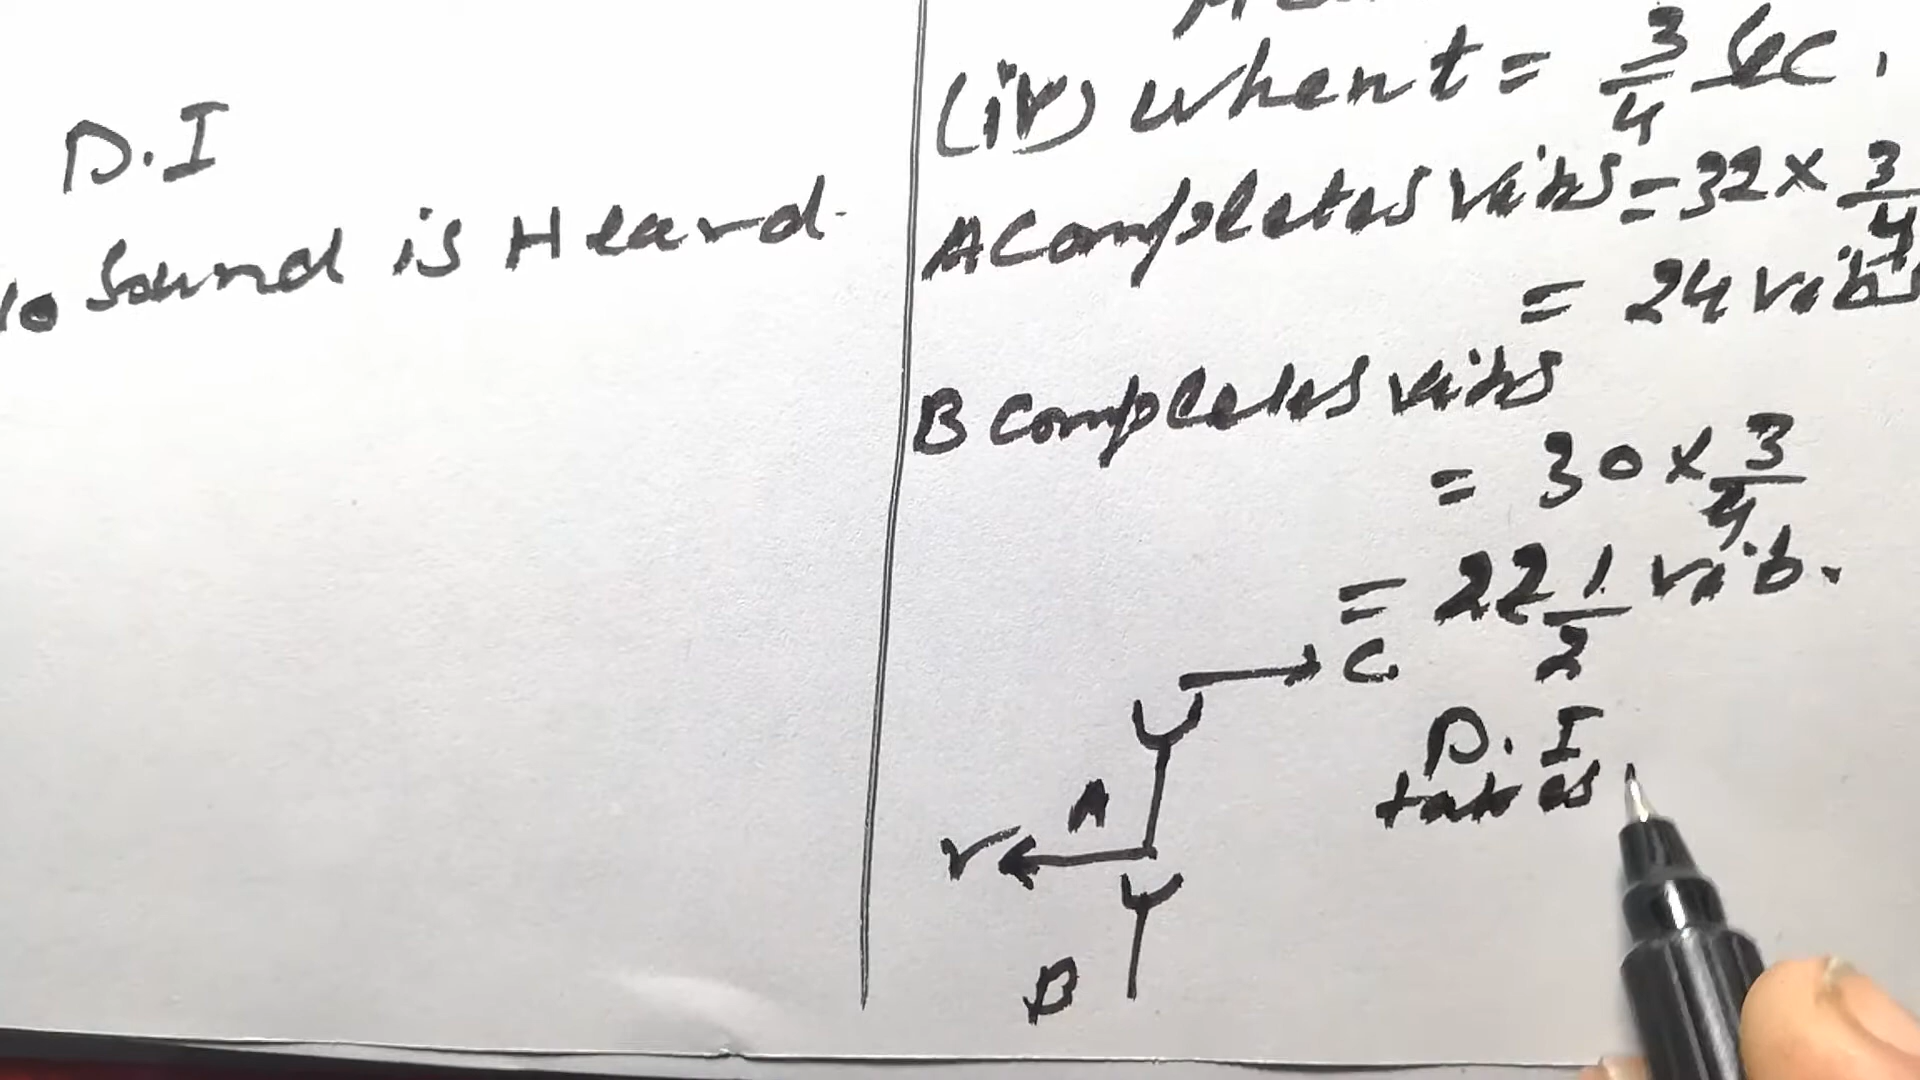 D.I
Sound is Heard.
(iv) when t = 3/4 Sec.
A Completes vibs = 32 × 3/4
= 24 vibs
B Completes vibs
= 30 × 3/4
= 22 1/2 vib.
C
D. I
takes
A
r
B